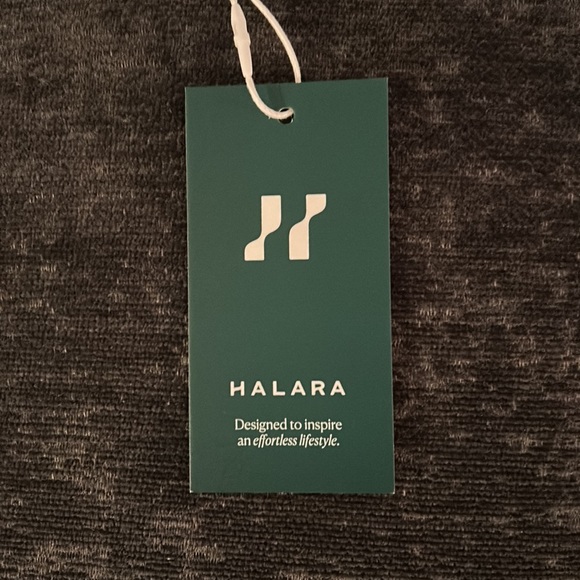 HALARA
Designed to inspire
an effortless lifestyle.